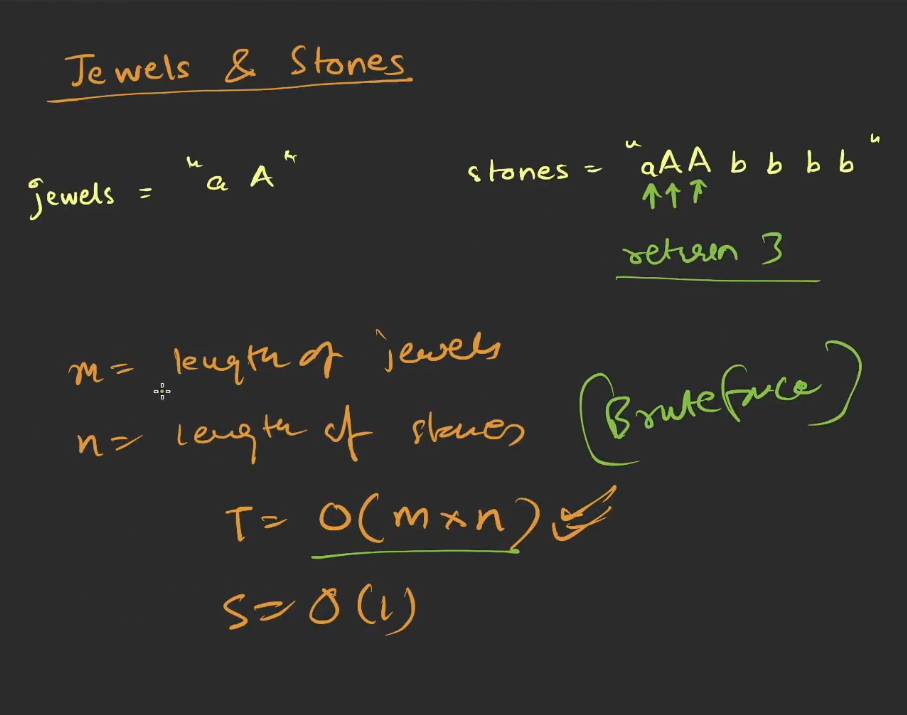 Jewels & Stones
jewels = "a A"
stones = "aAA b b b b"
return 3
m = length of jewels
n = length of stones
(Bruteforce)
T = O(m×n)
S = O(1)